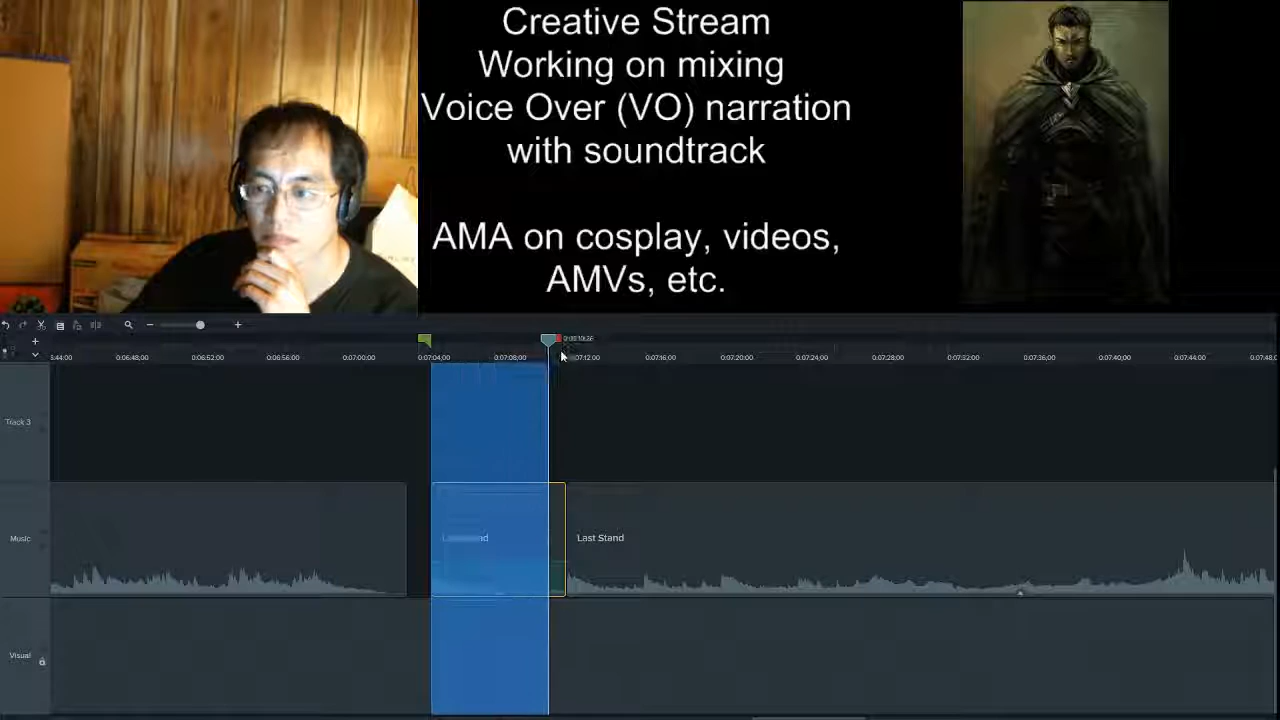 Creative Stream
Working on mixing
Voice Over (VO) narration
with soundtrack
AMA on cosplay, videos,
AMVs, etc.
0:06:48;00 0:06:52;00 0:06:56;00 0:07:00;00 0:07:04;00 0:07:08;00 0:07:12;00 0:07:16;00 0:07:20;00 0:07:24;00 0:07:28;00 0:07:32;00 0:07:36;00 0:07:40;00 0:07:44;00
Track 3
Music
Last Stand
Visual